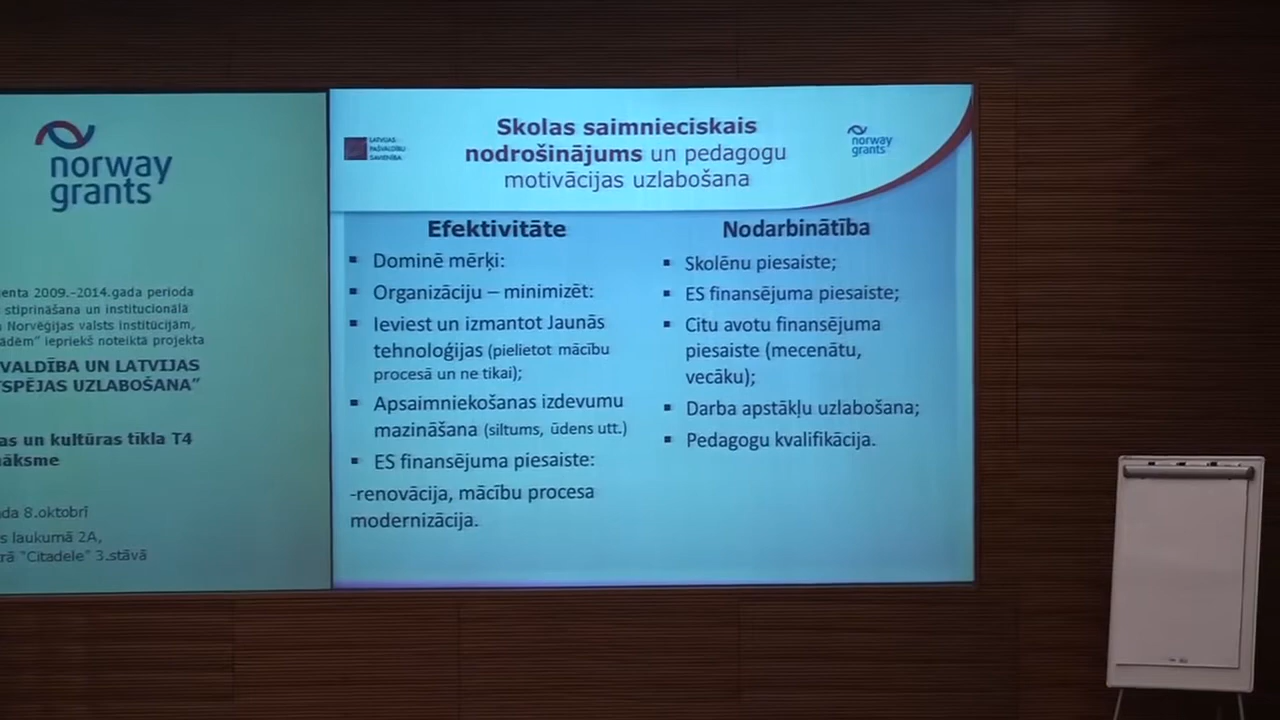 norway
grants
enta 2009.-2014.gada perioda
stiprināšana un institucionālā
Norvēģijas valsts institūcijām,
ādēm" iepriekš noteiktā projekta
VALDĪBA UN LATVIJAS
TSPĒJAS UZLABOŠANA”
as un kultūras tīkla T4
āksme
da 8.oktobrī
s laukumā 2A,
rā "Citadele" 3.stāvā
LATVIJAS
PAŠVALDĪBU
SAVIENĪBA
Skolas saimnieciskais
nodrošinājums un pedagogu
motivācijas uzlabošana
norway
grants
Efektivitāte
▪ Dominē mērķi:
▪ Organizāciju – minimizēt:
▪ Ieviest un izmantot Jaunās
tehnoloģijas (pielietot mācību
procesā un ne tikai);
▪ Apsaimniekošanas izdevumu
mazināšana (siltums, ūdens utt.)
▪ ES finansējuma piesaiste:
-renovācija, mācību procesa
modernizācija.
Nodarbinātība
▪ Skolēnu piesaiste;
▪ ES finansējuma piesaiste;
▪ Citu avotu finansējuma
piesaiste (mecenātu,
vecāku);
▪ Darba apstākļu uzlabošana;
▪ Pedagogu kvalifikācija.